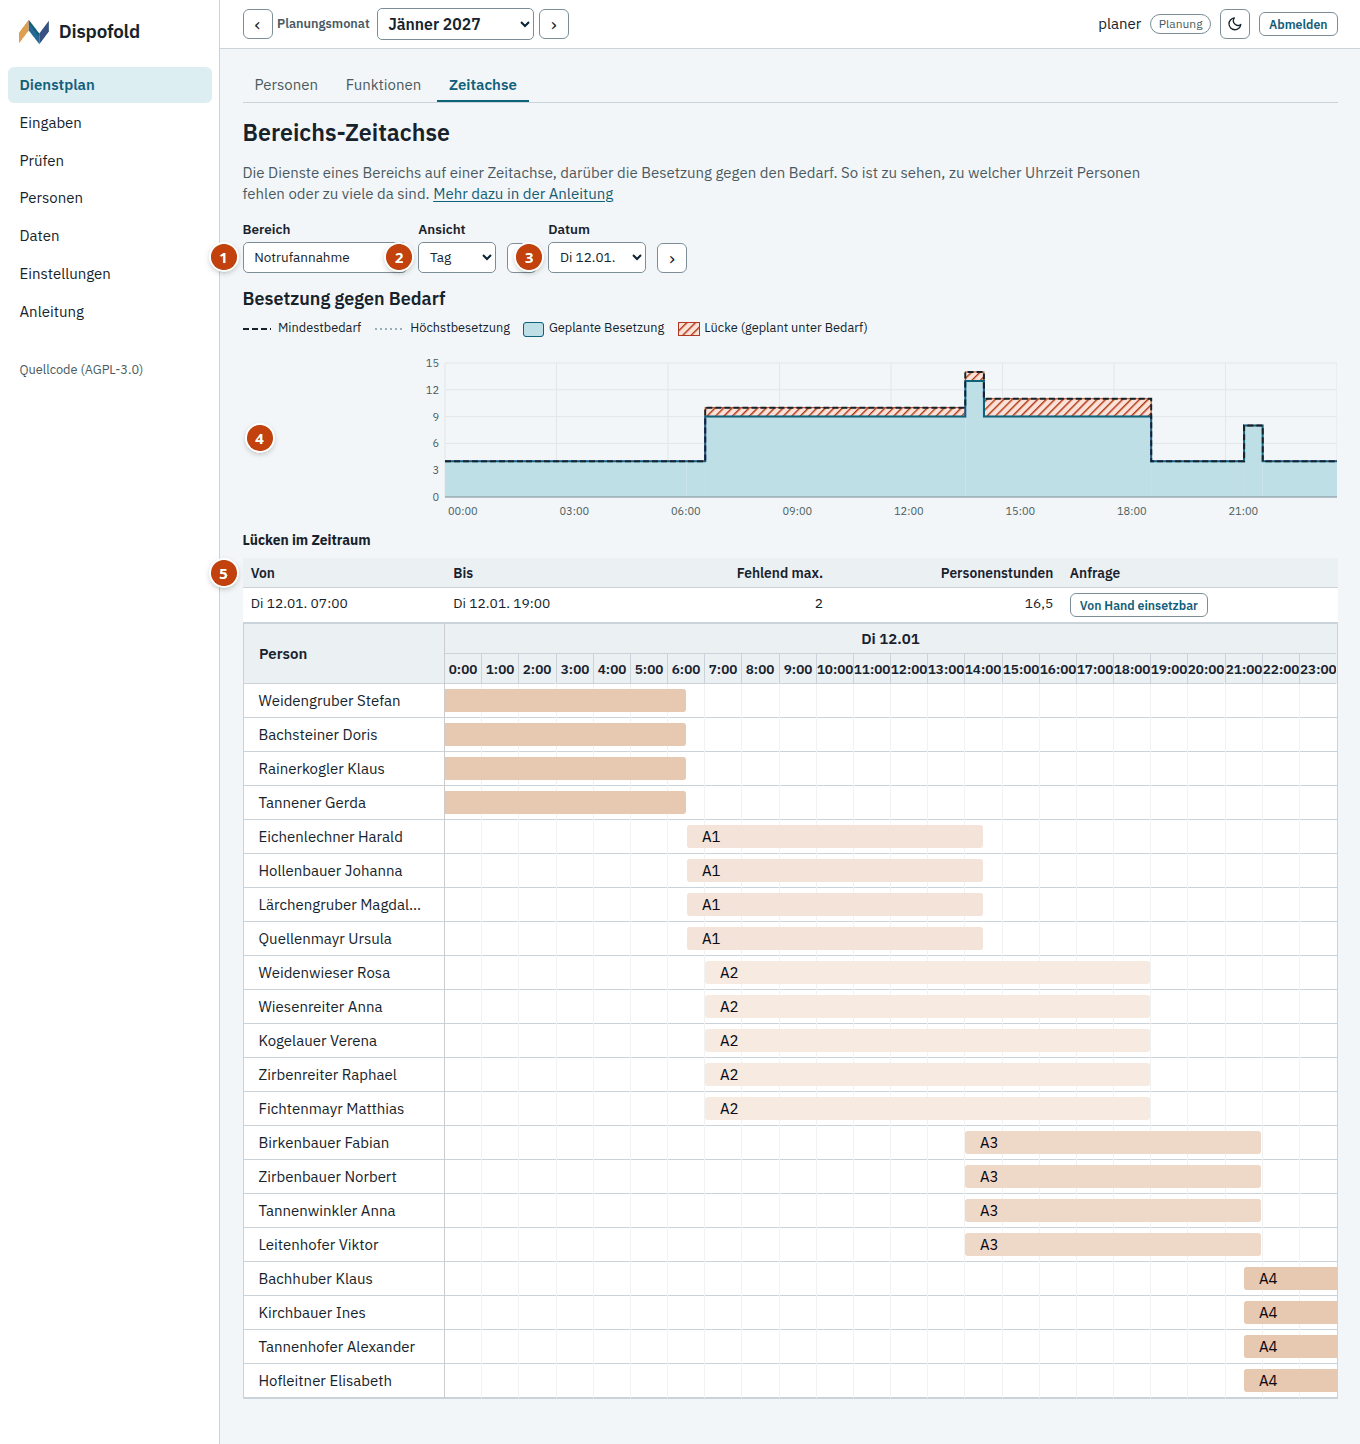 Dispofold
Dienstplan
Eingaben
Prüfen
Personen
Daten
Einstellungen
Anleitung
Quellcode (AGPL-3.0)
‹ Planungsmonat Jänner 2027 ›
planer Planung Abmelden
Personen Funktionen Zeitachse
Bereichs-Zeitachse
Die Dienste eines Bereichs auf einer Zeitachse, darüber die Besetzung gegen den Bedarf. So ist zu sehen, zu welcher Uhrzeit Personen
fehlen oder zu viele da sind. Mehr dazu in der Anleitung
Bereich Ansicht Datum
1 Notrufannahme 2 Tag 3 Di 12.01. ›
Besetzung gegen Bedarf
Mindestbedarf Höchstbesetzung Geplante Besetzung Lücke (geplant unter Bedarf)
15
12
9
4
6
3
0
00:00 03:00 06:00 09:00 12:00 15:00 18:00 21:00
Lücken im Zeitraum
5 Von Bis Fehlend max. Personenstunden Anfrage
Di 12.01. 07:00 Di 12.01. 19:00 2 16,5 Von Hand einsetzbar
Person Di 12.01
0:00 1:00 2:00 3:00 4:00 5:00 6:00 7:00 8:00 9:00 10:00 11:00 12:00 13:00 14:00 15:00 16:00 17:00 18:00 19:00 20:00 21:00 22:00 23:00
Weidengruber Stefan
Bachsteiner Doris
Rainerkogler Klaus
Tannener Gerda
Eichenlechner Harald A1
Hollenbauer Johanna A1
Lärchengruber Magdal... A1
Quellenmayr Ursula A1
Weidenwieser Rosa A2
Wiesenreiter Anna A2
Kogelauer Verena A2
Zirbenreiter Raphael A2
Fichtenmayr Matthias A2
Birkenbauer Fabian A3
Zirbenbauer Norbert A3
Tannenwinkler Anna A3
Leitenhofer Viktor A3
Bachhuber Klaus A4
Kirchbauer Ines A4
Tannenhofer Alexander A4
Hofleitner Elisabeth A4